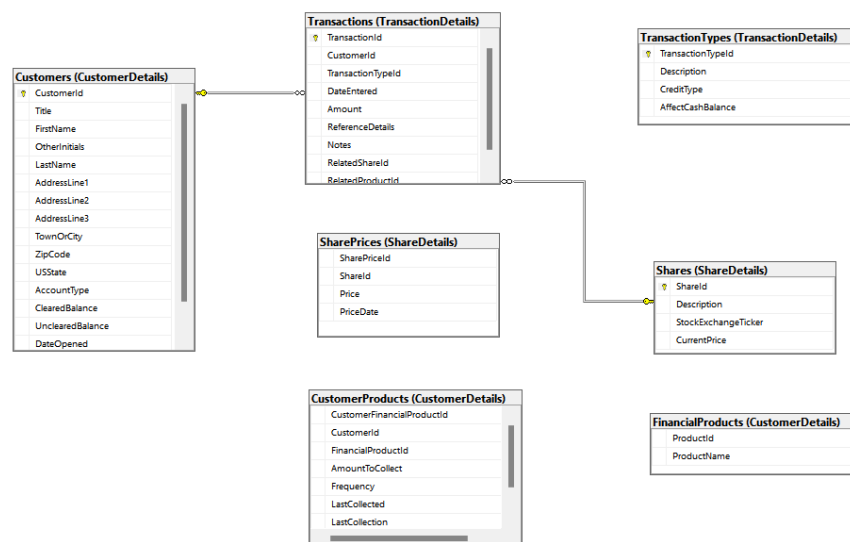 Transactions (TransactionDetails)
TransactionId
CustomerId
TransactionTypeId
DateEntered
Amount
ReferenceDetails
Notes
RelatedShareId
RelatedProductId
TransactionTypes (TransactionDetails)
TransactionTypeId
Description
CreditType
AffectCashBalance
Customers (CustomerDetails)
CustomerId
Title
FirstName
OtherInitials
LastName
AddressLine1
AddressLine2
AddressLine3
TownOrCity
ZipCode
USState
AccountType
ClearedBalance
UnclearedBalance
DateOpened
SharePrices (ShareDetails)
SharePriceId
ShareId
Price
PriceDate
Shares (ShareDetails)
ShareId
Description
StockExchangeTicker
CurrentPrice
CustomerProducts (CustomerDetails)
CustomerFinancialProductId
CustomerId
FinancialProductId
AmountToCollect
Frequency
LastCollected
LastCollection
FinancialProducts (CustomerDetails)
ProductId
ProductName